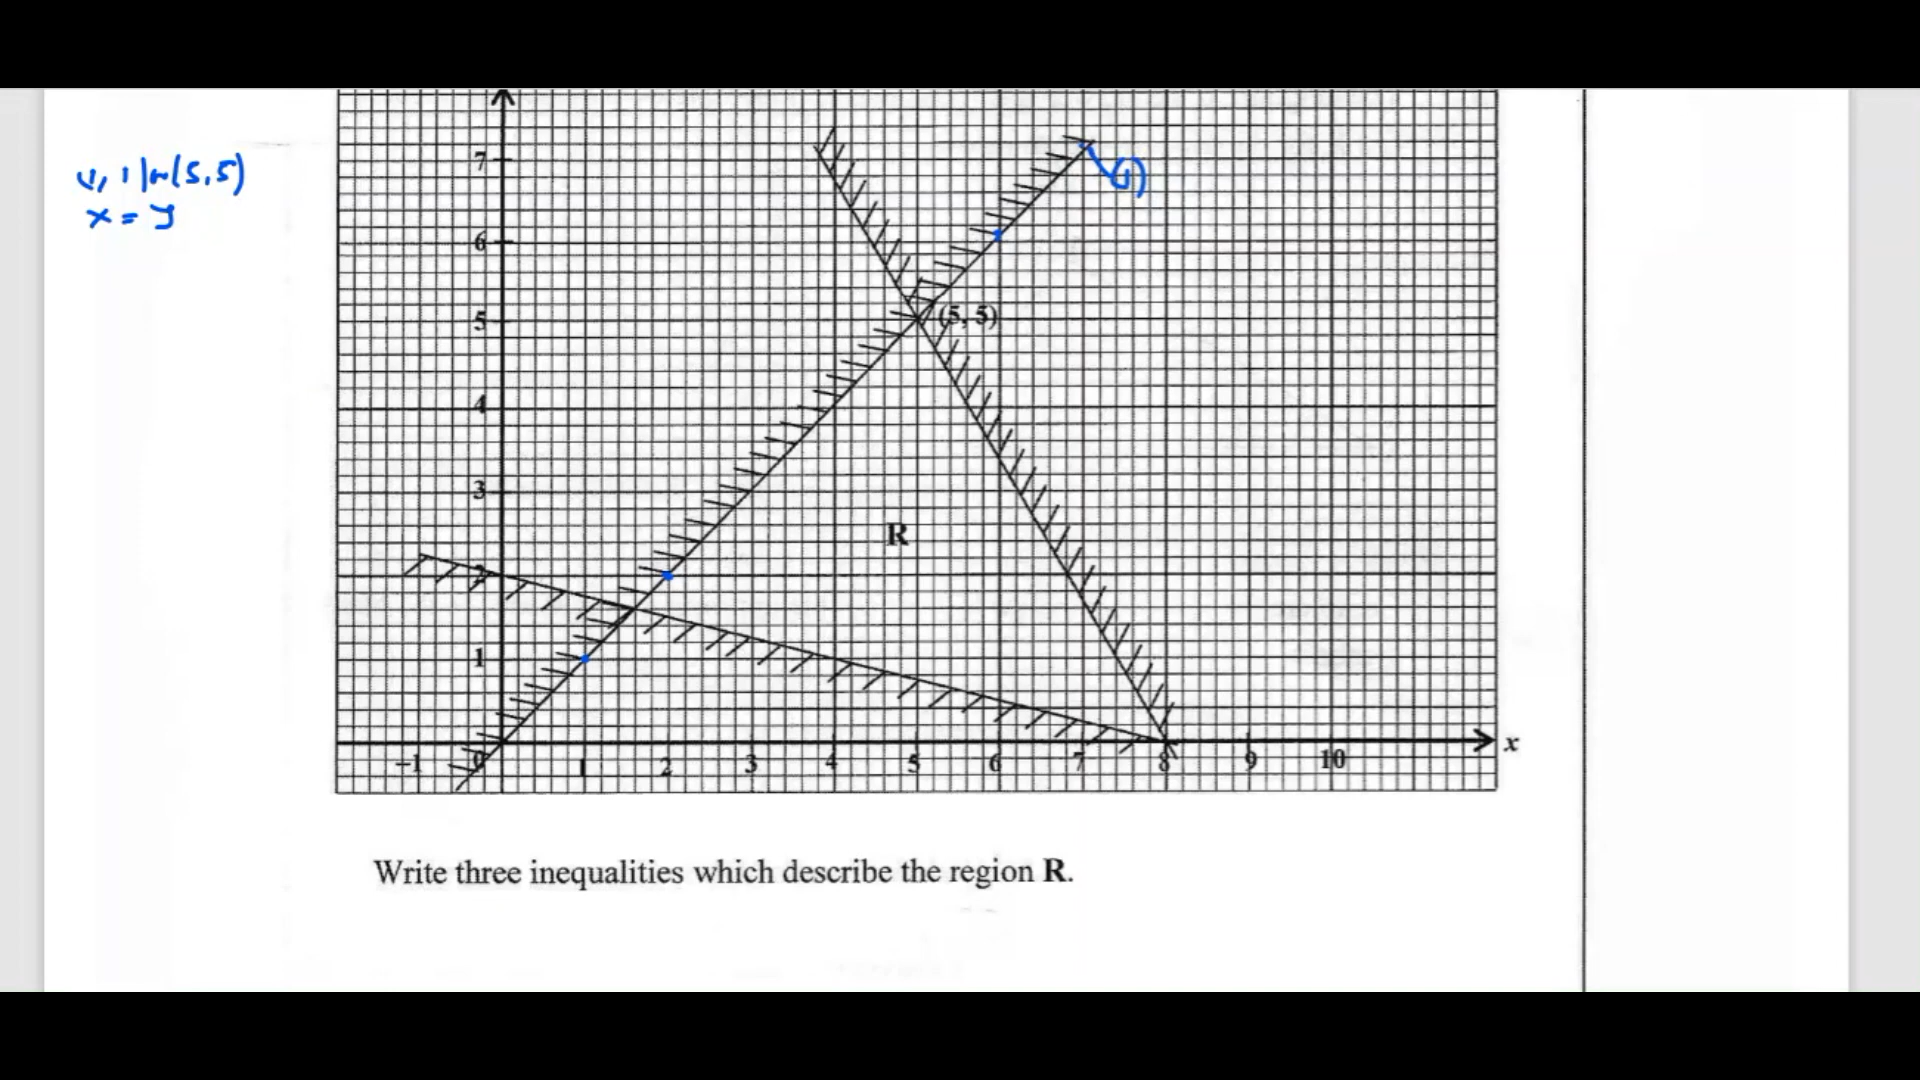 x = y
(1)
7
6
5
(5, 5)
4
3
R
2
1
-1 0 1 2 3 4 5 6 7 8 9 10 x
Write three inequalities which describe the region R.